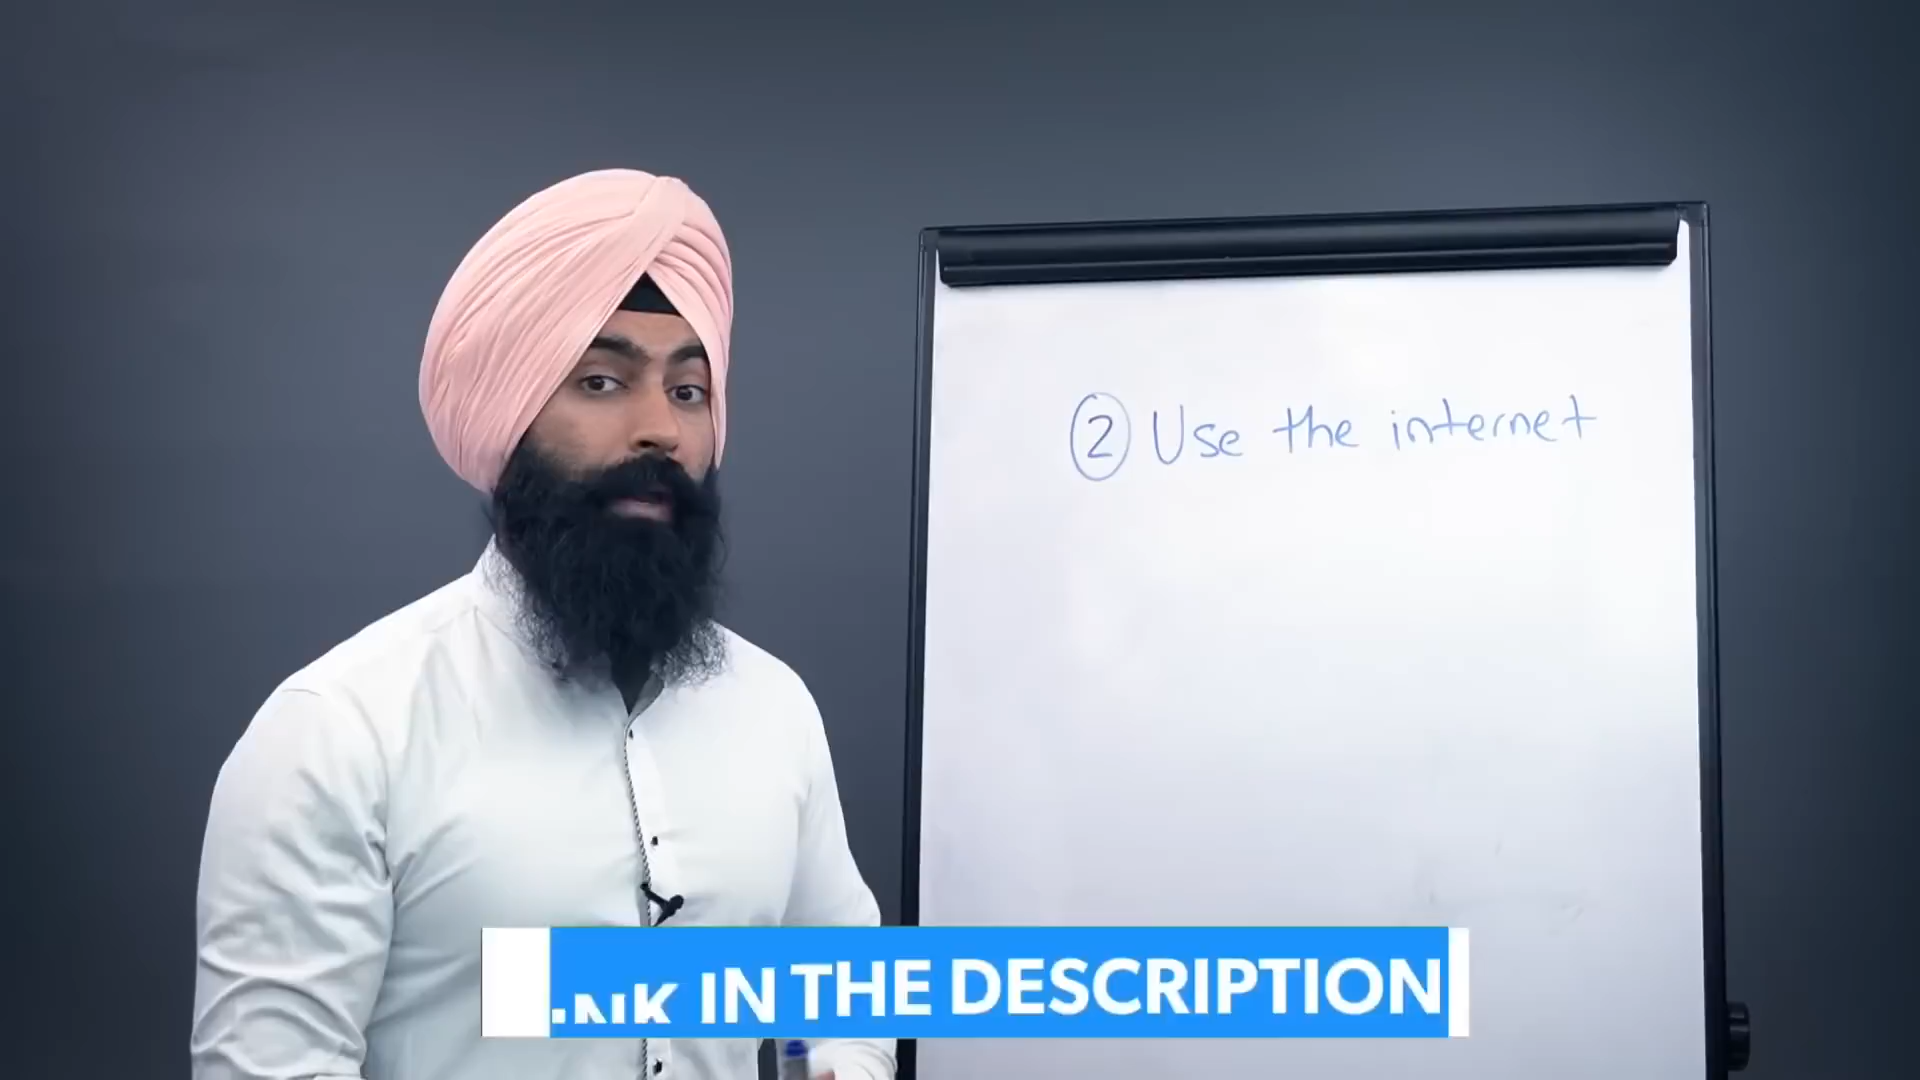 ② Use the internet
IN THE DESCRIPTION